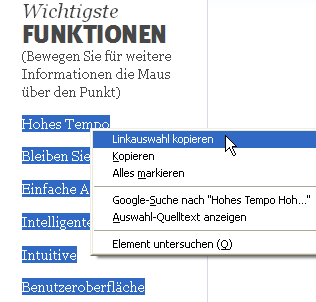 Wichtigste
FUNKTIONEN
(Bewegen Sie für weitere
Informationen die Maus
über den Punkt)
Hohes Tempo
Bleiben Sie
Einfache A
Intelligente
Intuitive
Benutzeroberfläche
Linkauswahl kopieren
Kopieren
Alles markieren
Google-Suche nach "Hohes Tempo Hoh..."
Auswahl-Quelltext anzeigen
Element untersuchen (Q)